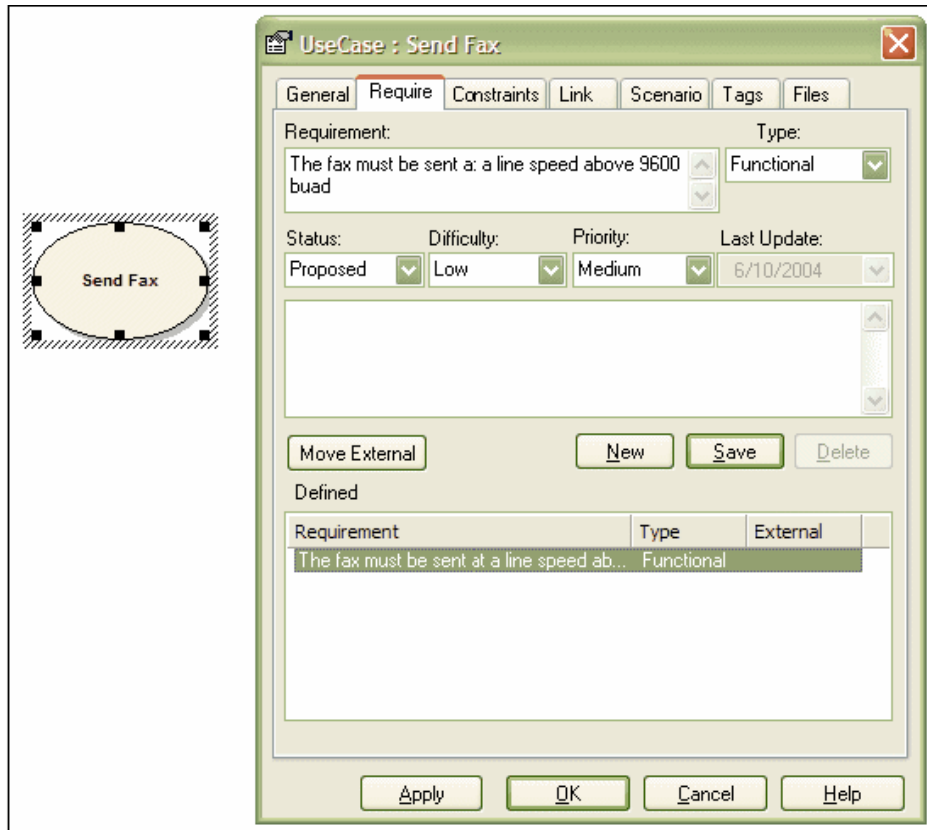 UseCase : Send Fax
General Require Constraints Link Scenario Tags Files
Requirement: Type:
The fax must be sent a: a line speed above 9600 Functional
buad
Status: Difficulty: Priority: Last Update:
Proposed Low Medium 6/10/2004
Send Fax
Move External New Save Delete
Defined
Requirement Type External
The fax must be sent at a line speed ab... Functional
Apply OK Cancel Help